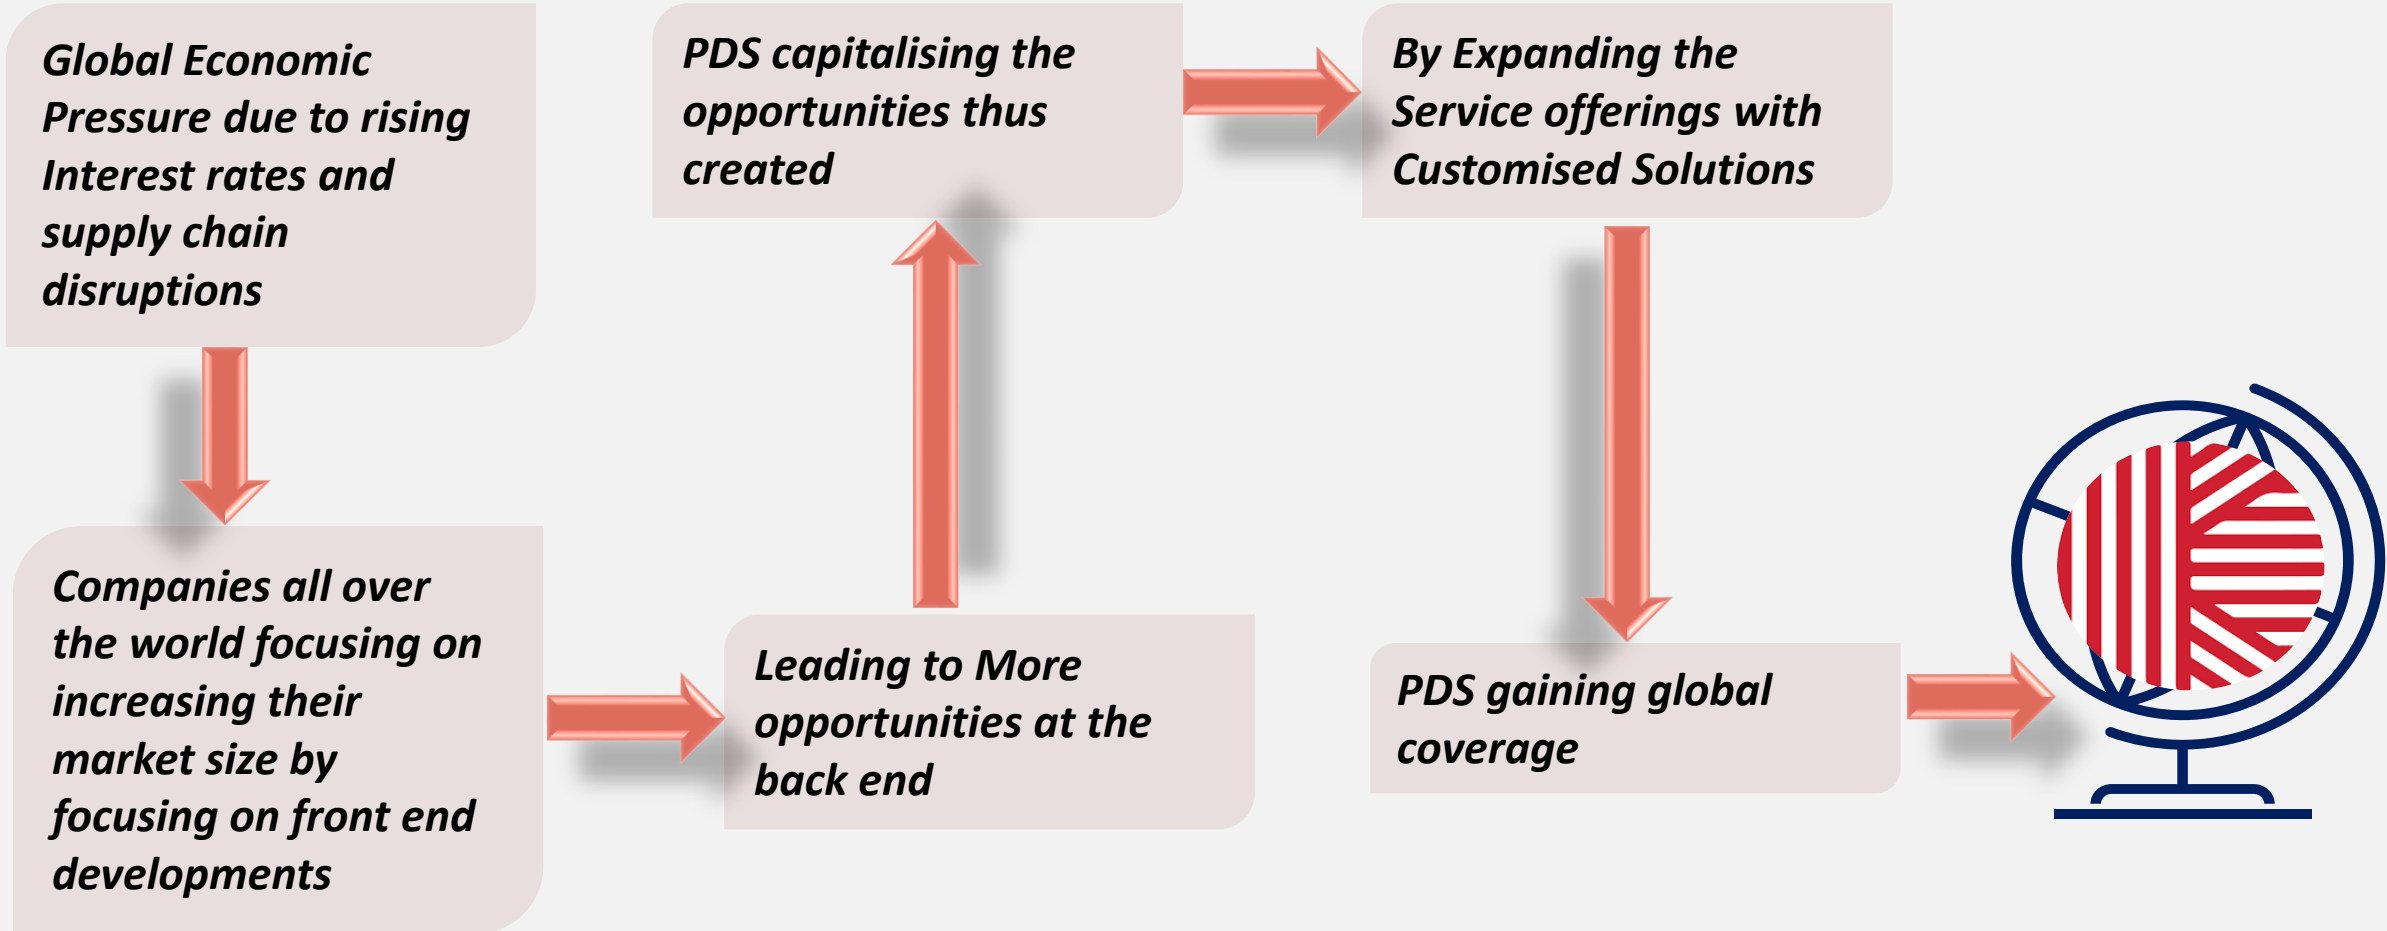 Global Economic
Pressure due to rising
Interest rates and
supply chain
disruptions
Companies all over
the world focusing on
increasing their
market size by
focusing on front end
developments
Leading to More
opportunities at the
back end
PDS capitalising the
opportunities thus
created
By Expanding the
Service offerings with
Customised Solutions
PDS gaining global
coverage